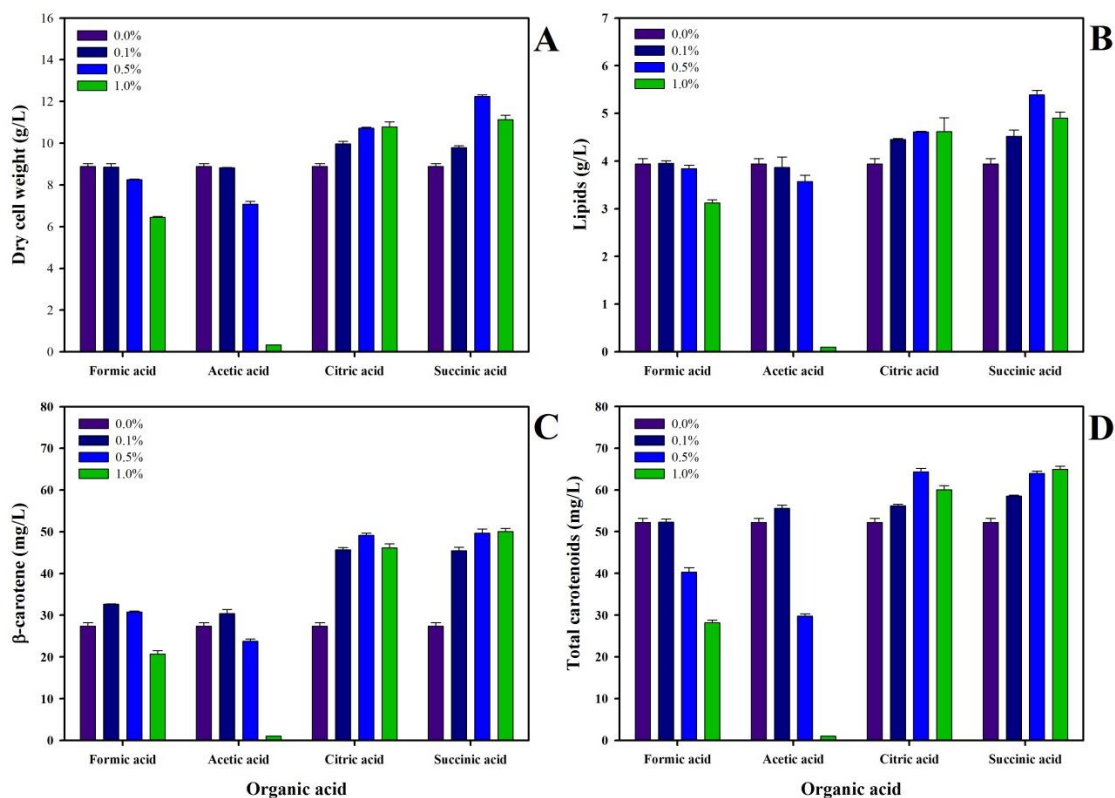 A
Dry cell weight (g/L)
16
14
12
10
8
6
4
2
0
0.0%
0.1%
0.5%
1.0%
Formic acid
Acetic acid
Citric acid
Succinic acid
B
Lipids (g/L)
7
6
5
4
3
2
1
0
0.0%
0.1%
0.5%
1.0%
Formic acid
Acetic acid
Citric acid
Succinic acid
C
β-carotene (mg/L)
80
70
60
50
40
30
20
10
0
0.0%
0.1%
0.5%
1.0%
Formic acid
Acetic acid
Citric acid
Succinic acid
Organic acid
D
Total carotenoids (mg/L)
80
70
60
50
40
30
20
10
0
0.0%
0.1%
0.5%
1.0%
Formic acid
Acetic acid
Citric acid
Succinic acid
Organic acid